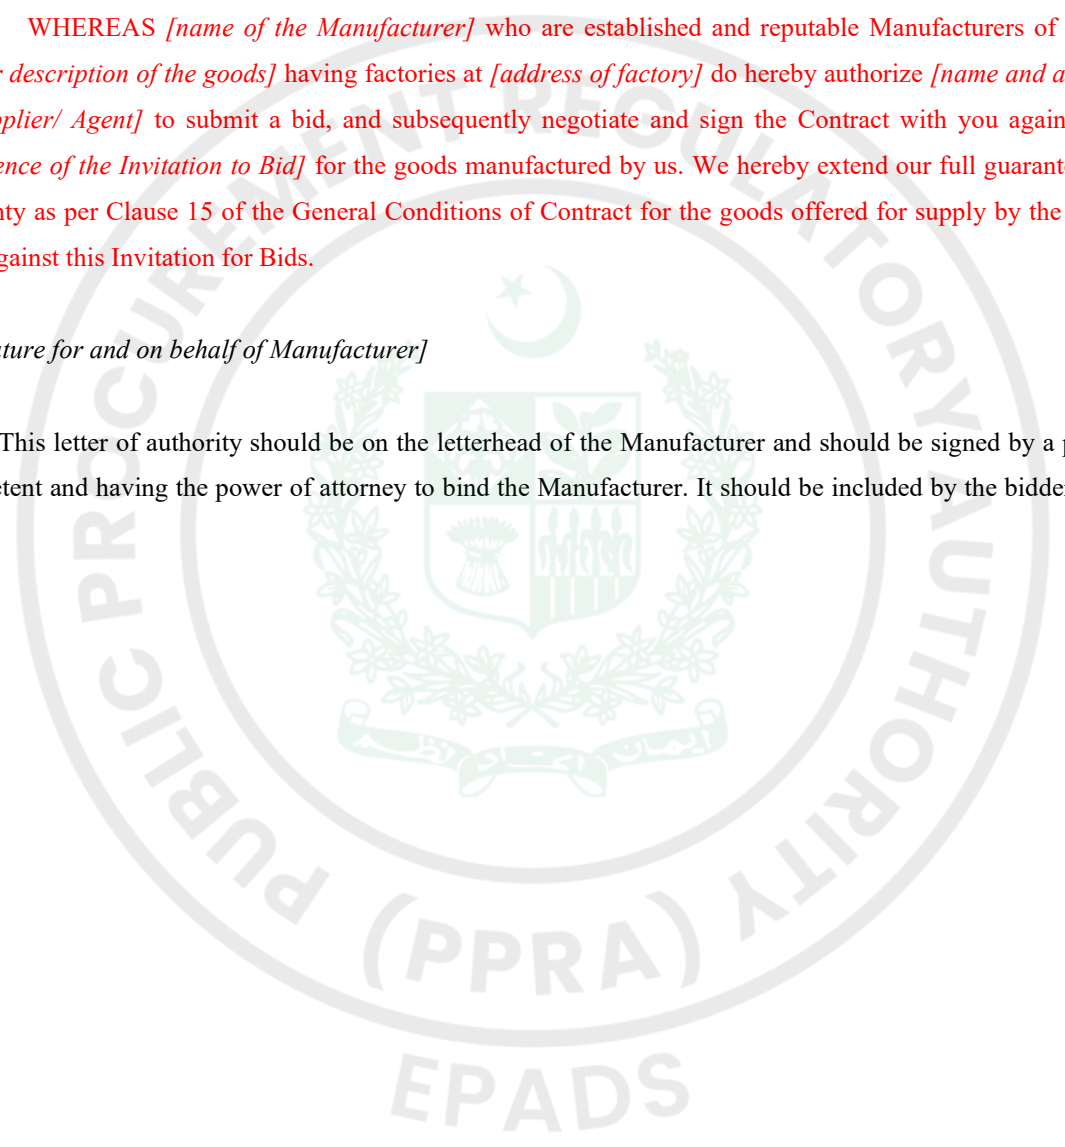 WHEREAS [name of the Manufacturer] who are established and reputable Manufacturers of
r description of the goods] having factories at [address of factory] do hereby authorize [name and a
pplier/ Agent] to submit a bid, and subsequently negotiate and sign the Contract with you again
ence of the Invitation to Bid] for the goods manufactured by us. We hereby extend our full guarant
nty as per Clause 15 of the General Conditions of Contract for the goods offered for supply by the
gainst this Invitation for Bids.
ature for and on behalf of Manufacturer]
This letter of authority should be on the letterhead of the Manufacturer and should be signed by a p
etent and having the power of attorney to bind the Manufacturer. It should be included by the bidde
PUBLIC PROCUREMENT REGULATORY AUTHORITY
(PPRA)
EPADS